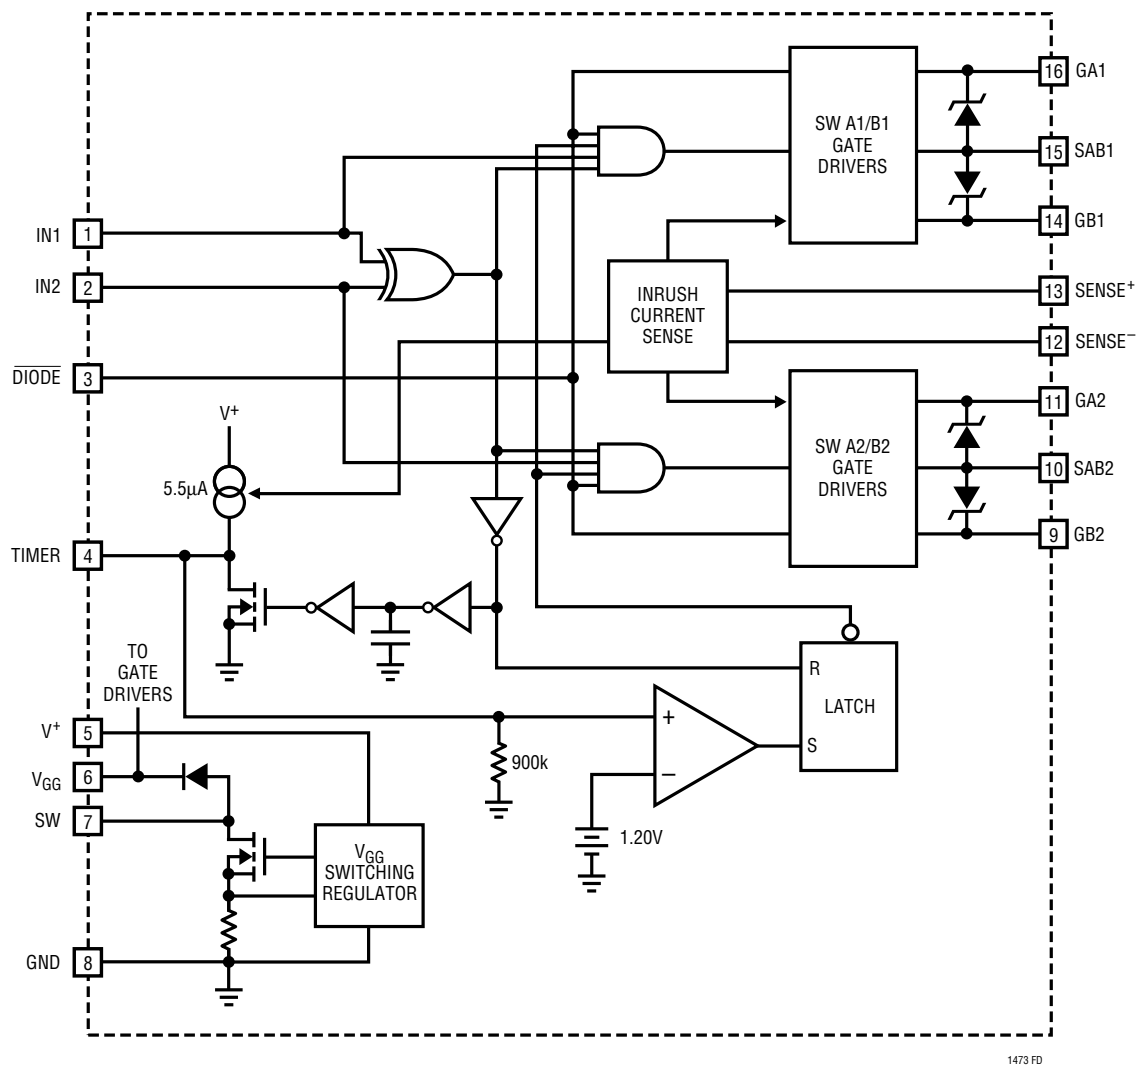 IN1 1
IN2 2
DIODE 3
TIMER 4
V+ 5
VGG 6
SW 7
GND 8
16 GA1
15 SAB1
14 GB1
13 SENSE+
12 SENSE–
11 GA2
10 SAB2
9 GB2
SW A1/B1
GATE
DRIVERS
INRUSH
CURRENT
SENSE
SW A2/B2
GATE
DRIVERS
V+
5.5μA
TO
GATE
DRIVERS
R
LATCH
S
+
–
900k
1.20V
VGG
SWITCHING
REGULATOR
1473 FD